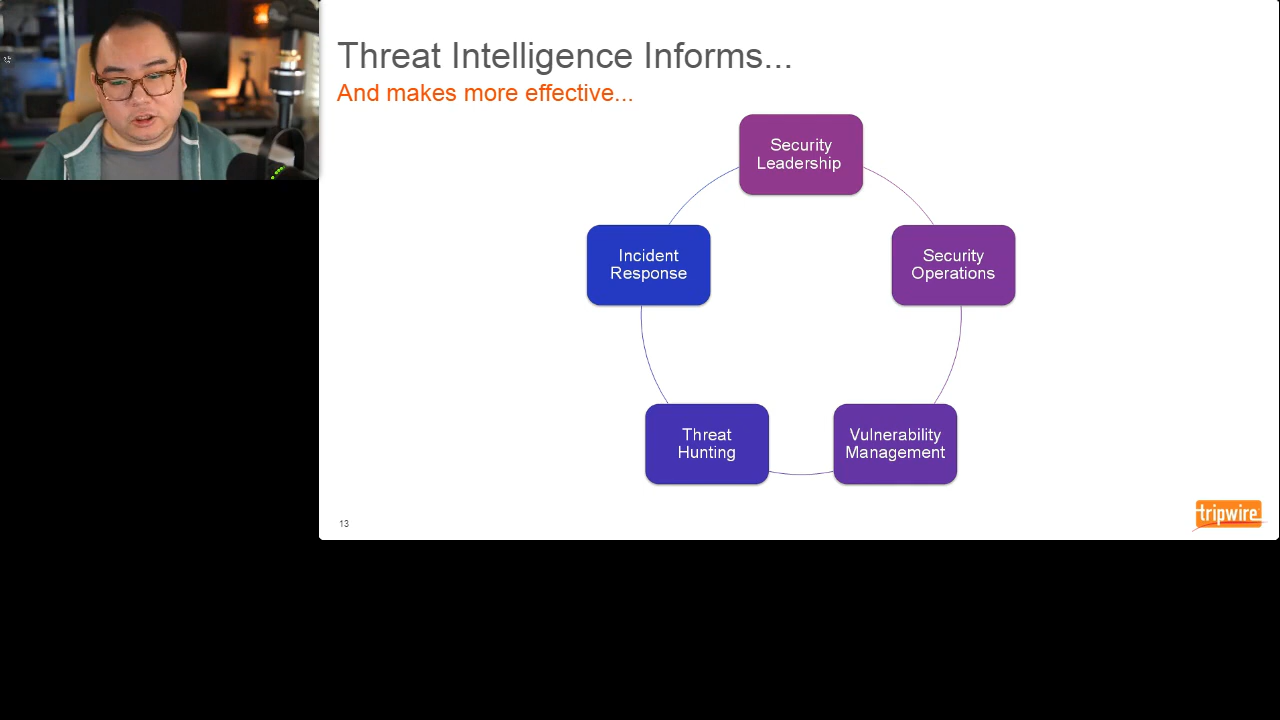 Threat Intelligence Informs...
And makes more effective...
Security
Leadership
Incident
Response
Security
Operations
Threat
Hunting
Vulnerability
Management
13
tripwire